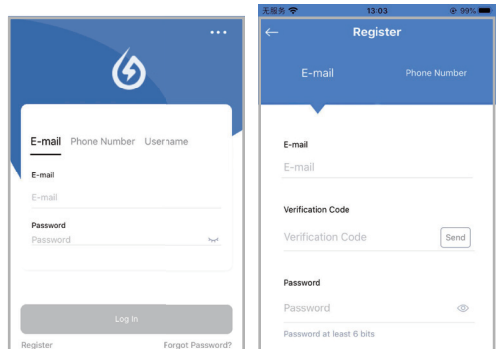 E-mail Phone Number Username
E-mail
E-mail
Password
Password
Log In
Register Forgot Password?
无服务 13:03 99%
Register
E-mail Phone Number
E-mail
E-mail
Verification Code
Verification Code Send
Password
Password
Password at least 6 bits